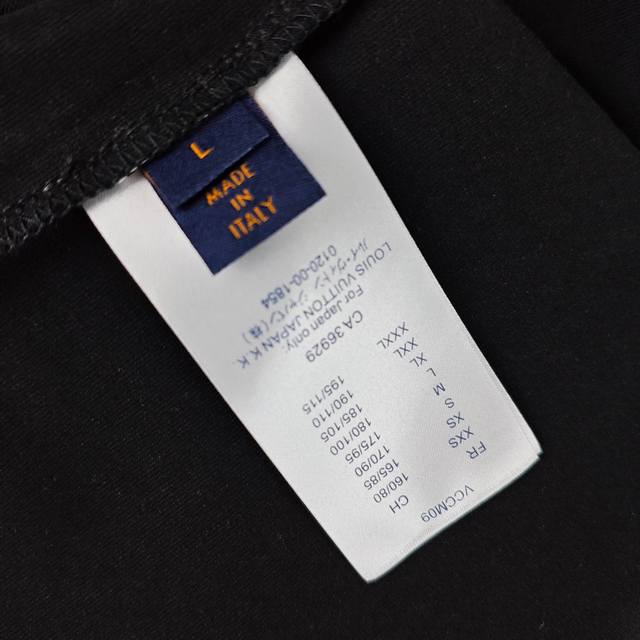 L
MADE
IN
ITALY
VCCM09
FR CH
XXS 160/80
XS 165/85
S 170/90
M 175/95
L 180/100
XL 185/105
XXL 190/110
XXXL 195/115
CA 36929
For Japan only:
LOUIS VUITTON JAPAN K.K.
ルイ・ヴィトン ジャパン(株)
0120-00-1854